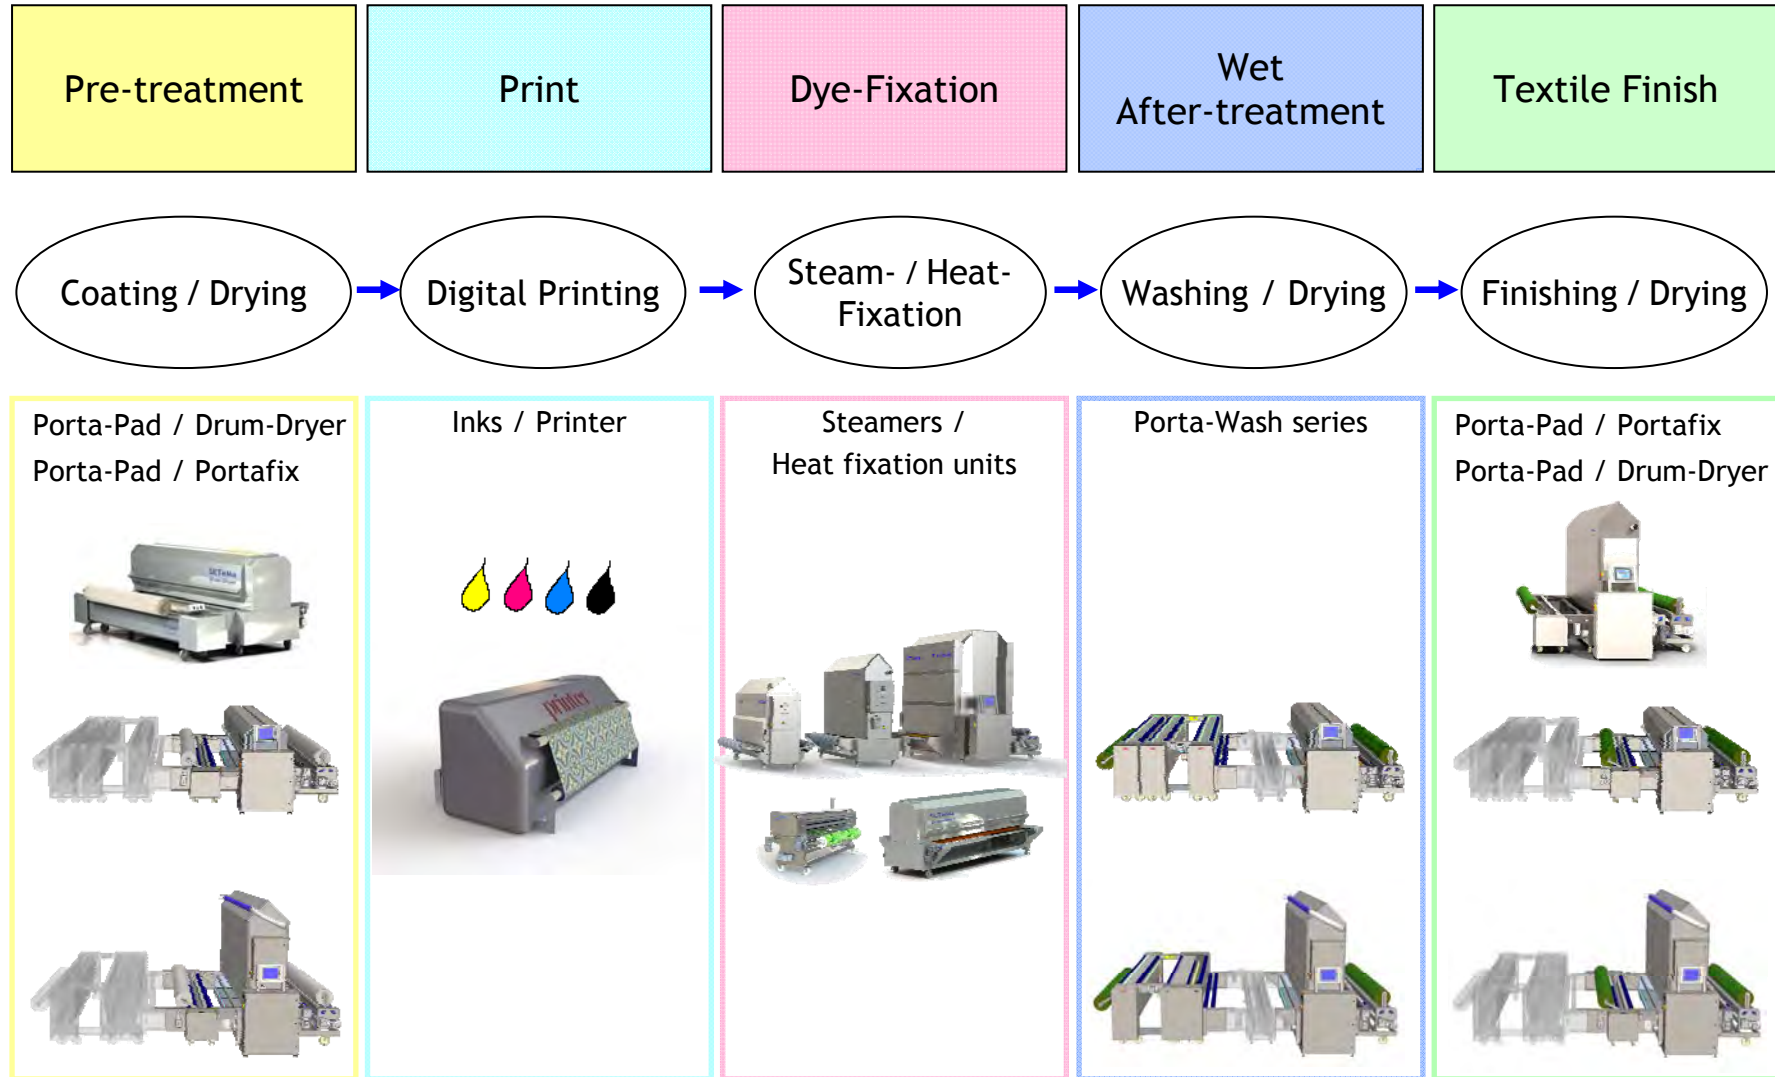 Pre-treatment
Print
Dye-Fixation
Wet
After-treatment
Textile Finish
Coating / Drying
Digital Printing
Steam- / Heat-
Fixation
Washing / Drying
Finishing / Drying
Porta-Pad / Drum-Dryer
Porta-Pad / Portafix
Inks / Printer
Steamers /
Heat fixation units
Porta-Wash series
Porta-Pad / Portafix
Porta-Pad / Drum-Dryer
printer